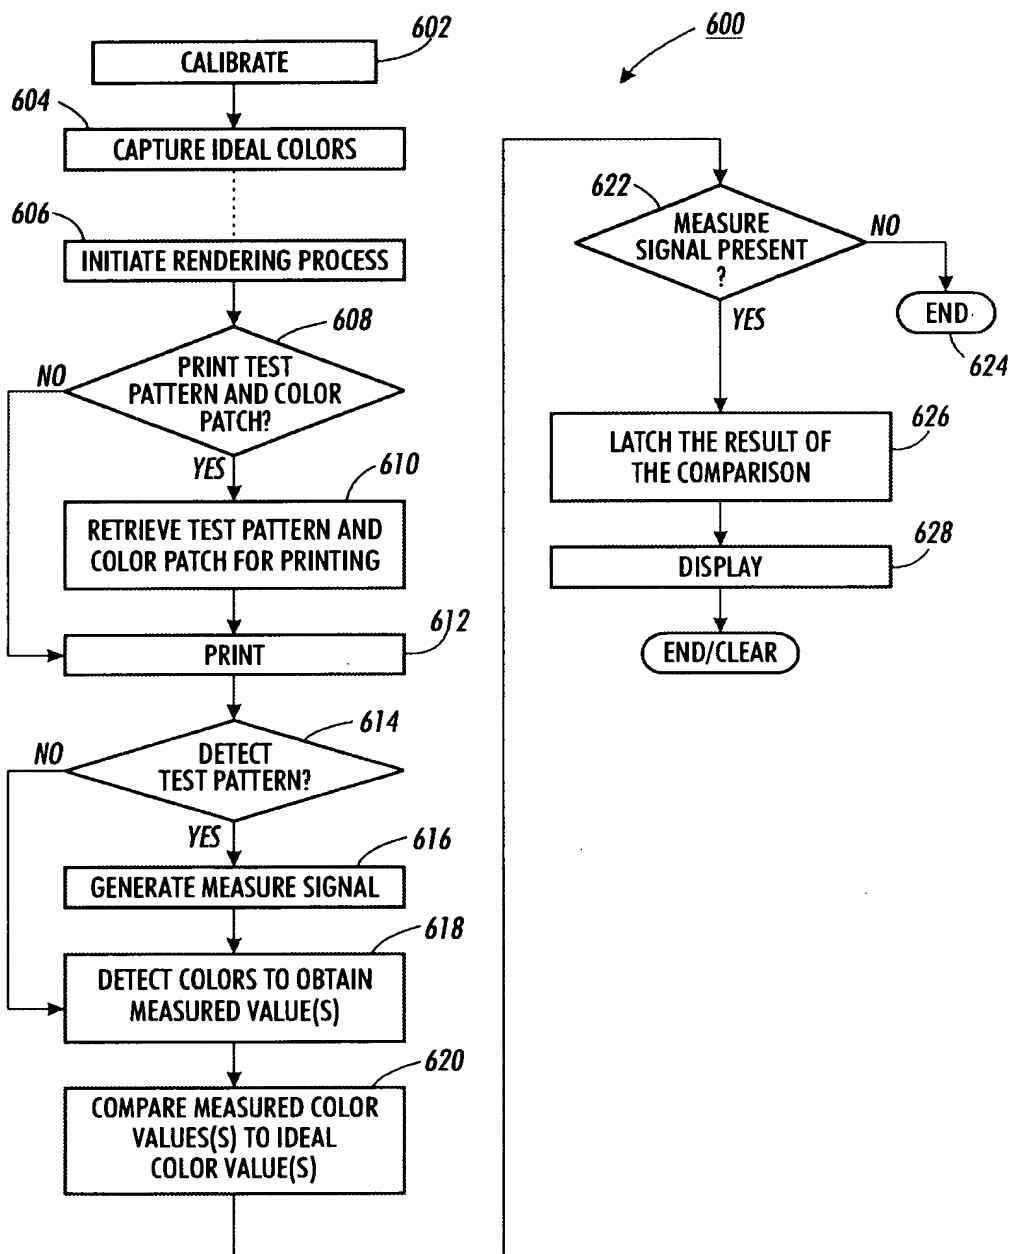 602
CALIBRATE
604
CAPTURE IDEAL COLORS
606
INITIATE RENDERING PROCESS
608
PRINT TEST
PATTERN AND COLOR
PATCH?
NO
YES
610
RETRIEVE TEST PATTERN AND
COLOR PATCH FOR PRINTING
612
PRINT
614
DETECT
TEST PATTERN?
NO
YES
616
GENERATE MEASURE SIGNAL
618
DETECT COLORS TO OBTAIN
MEASURED VALUE(S)
620
COMPARE MEASURED COLOR
VALUES(S) TO IDEAL
COLOR VALUE(S)
600
622
MEASURE
SIGNAL PRESENT
?
NO
YES
END
624
626
LATCH THE RESULT OF
THE COMPARISON
628
DISPLAY
END/CLEAR